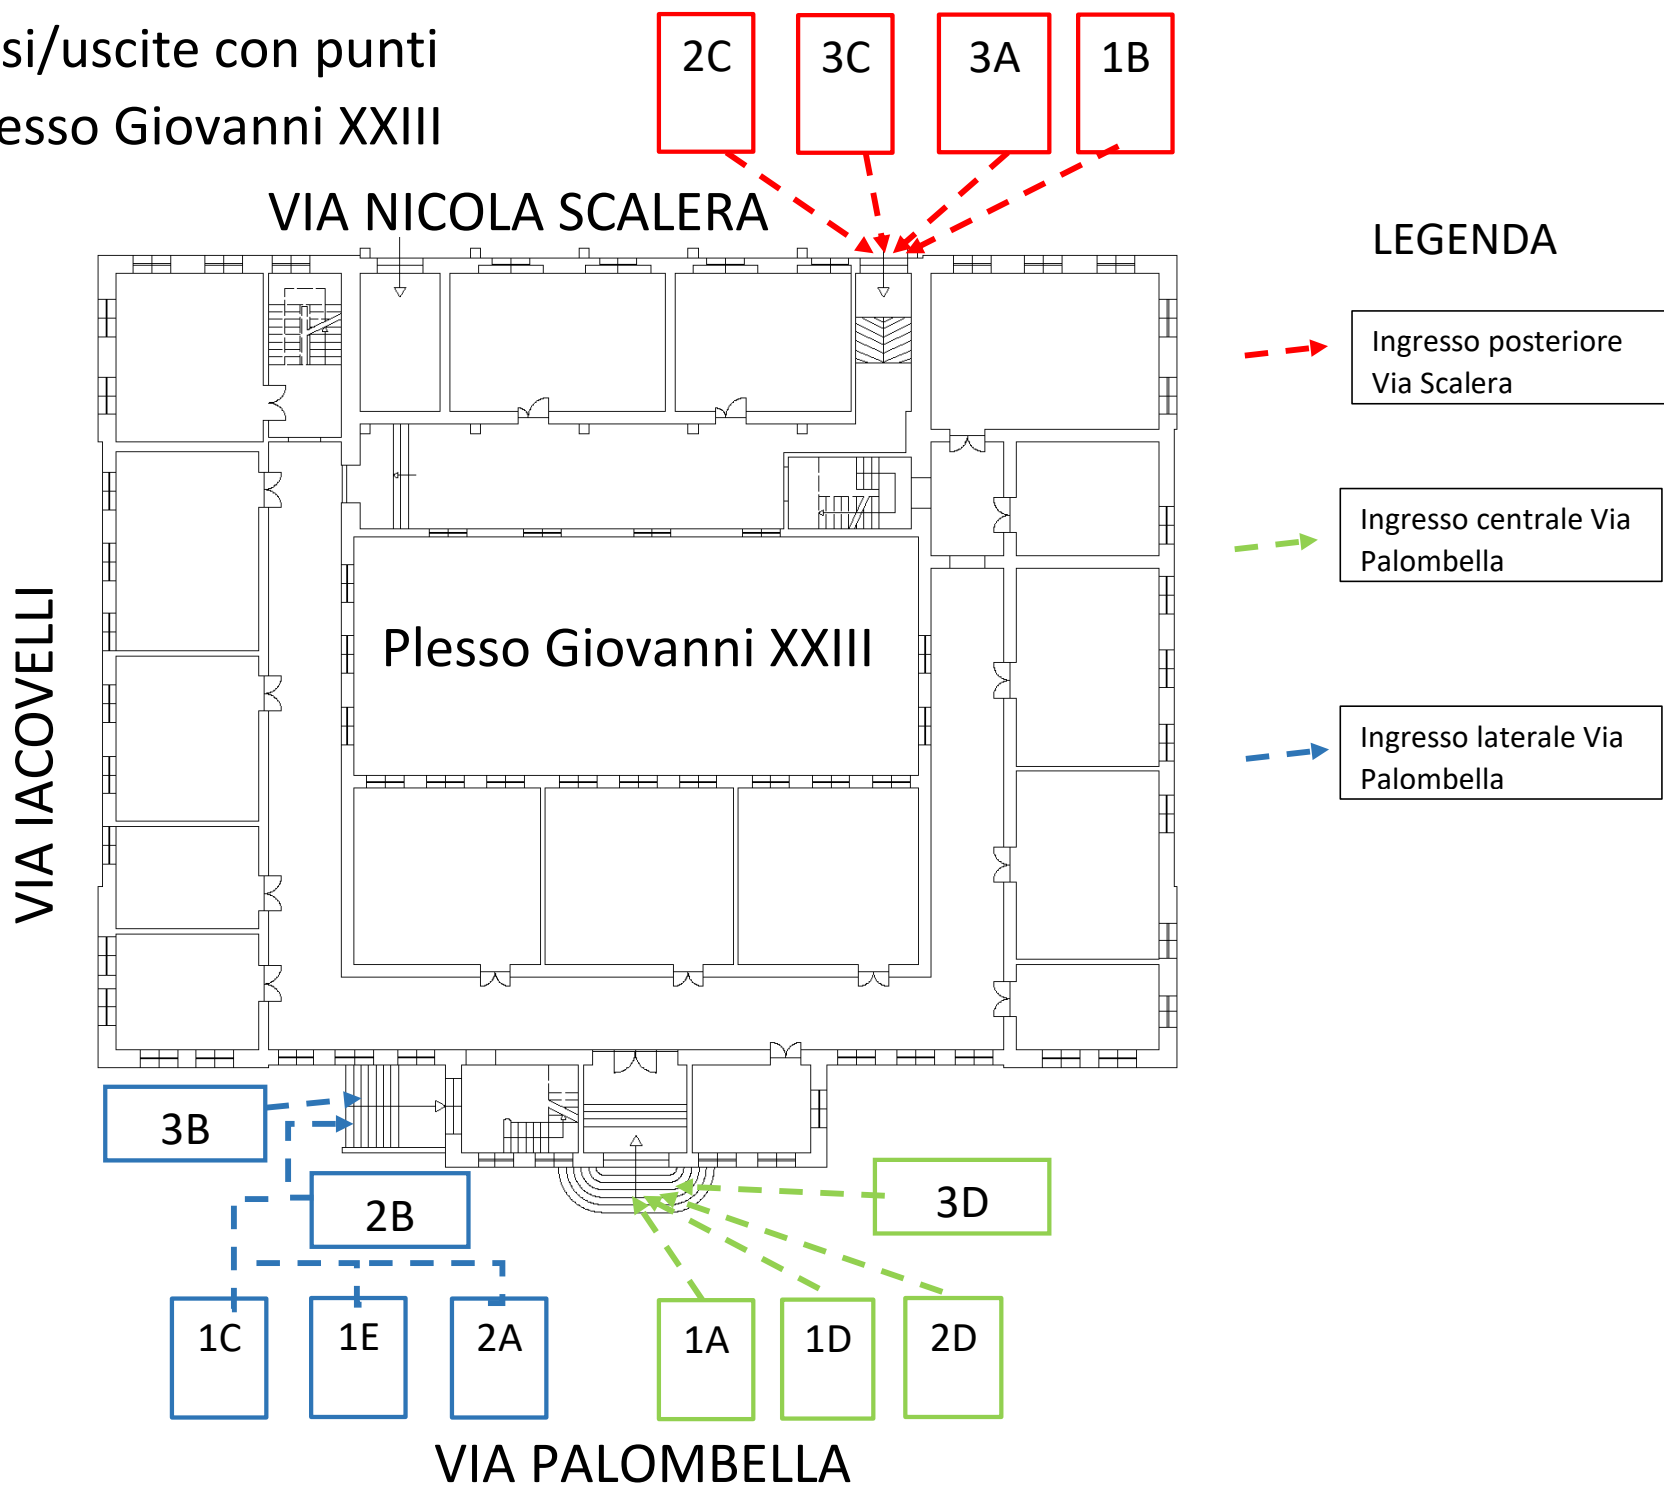 si/uscite con punti
esso Giovanni XXIII
2C
3C
3A
1B
VIA NICOLA SCALERA
LEGENDA
Ingresso posteriore
Via Scalera
Ingresso centrale Via
Palombella
Plesso Giovanni XXIII
VIA IACOVELLI
Ingresso laterale Via
Palombella
3B
2B
3D
1C
1E
2A
1A
1D
2D
VIA PALOMBELLA